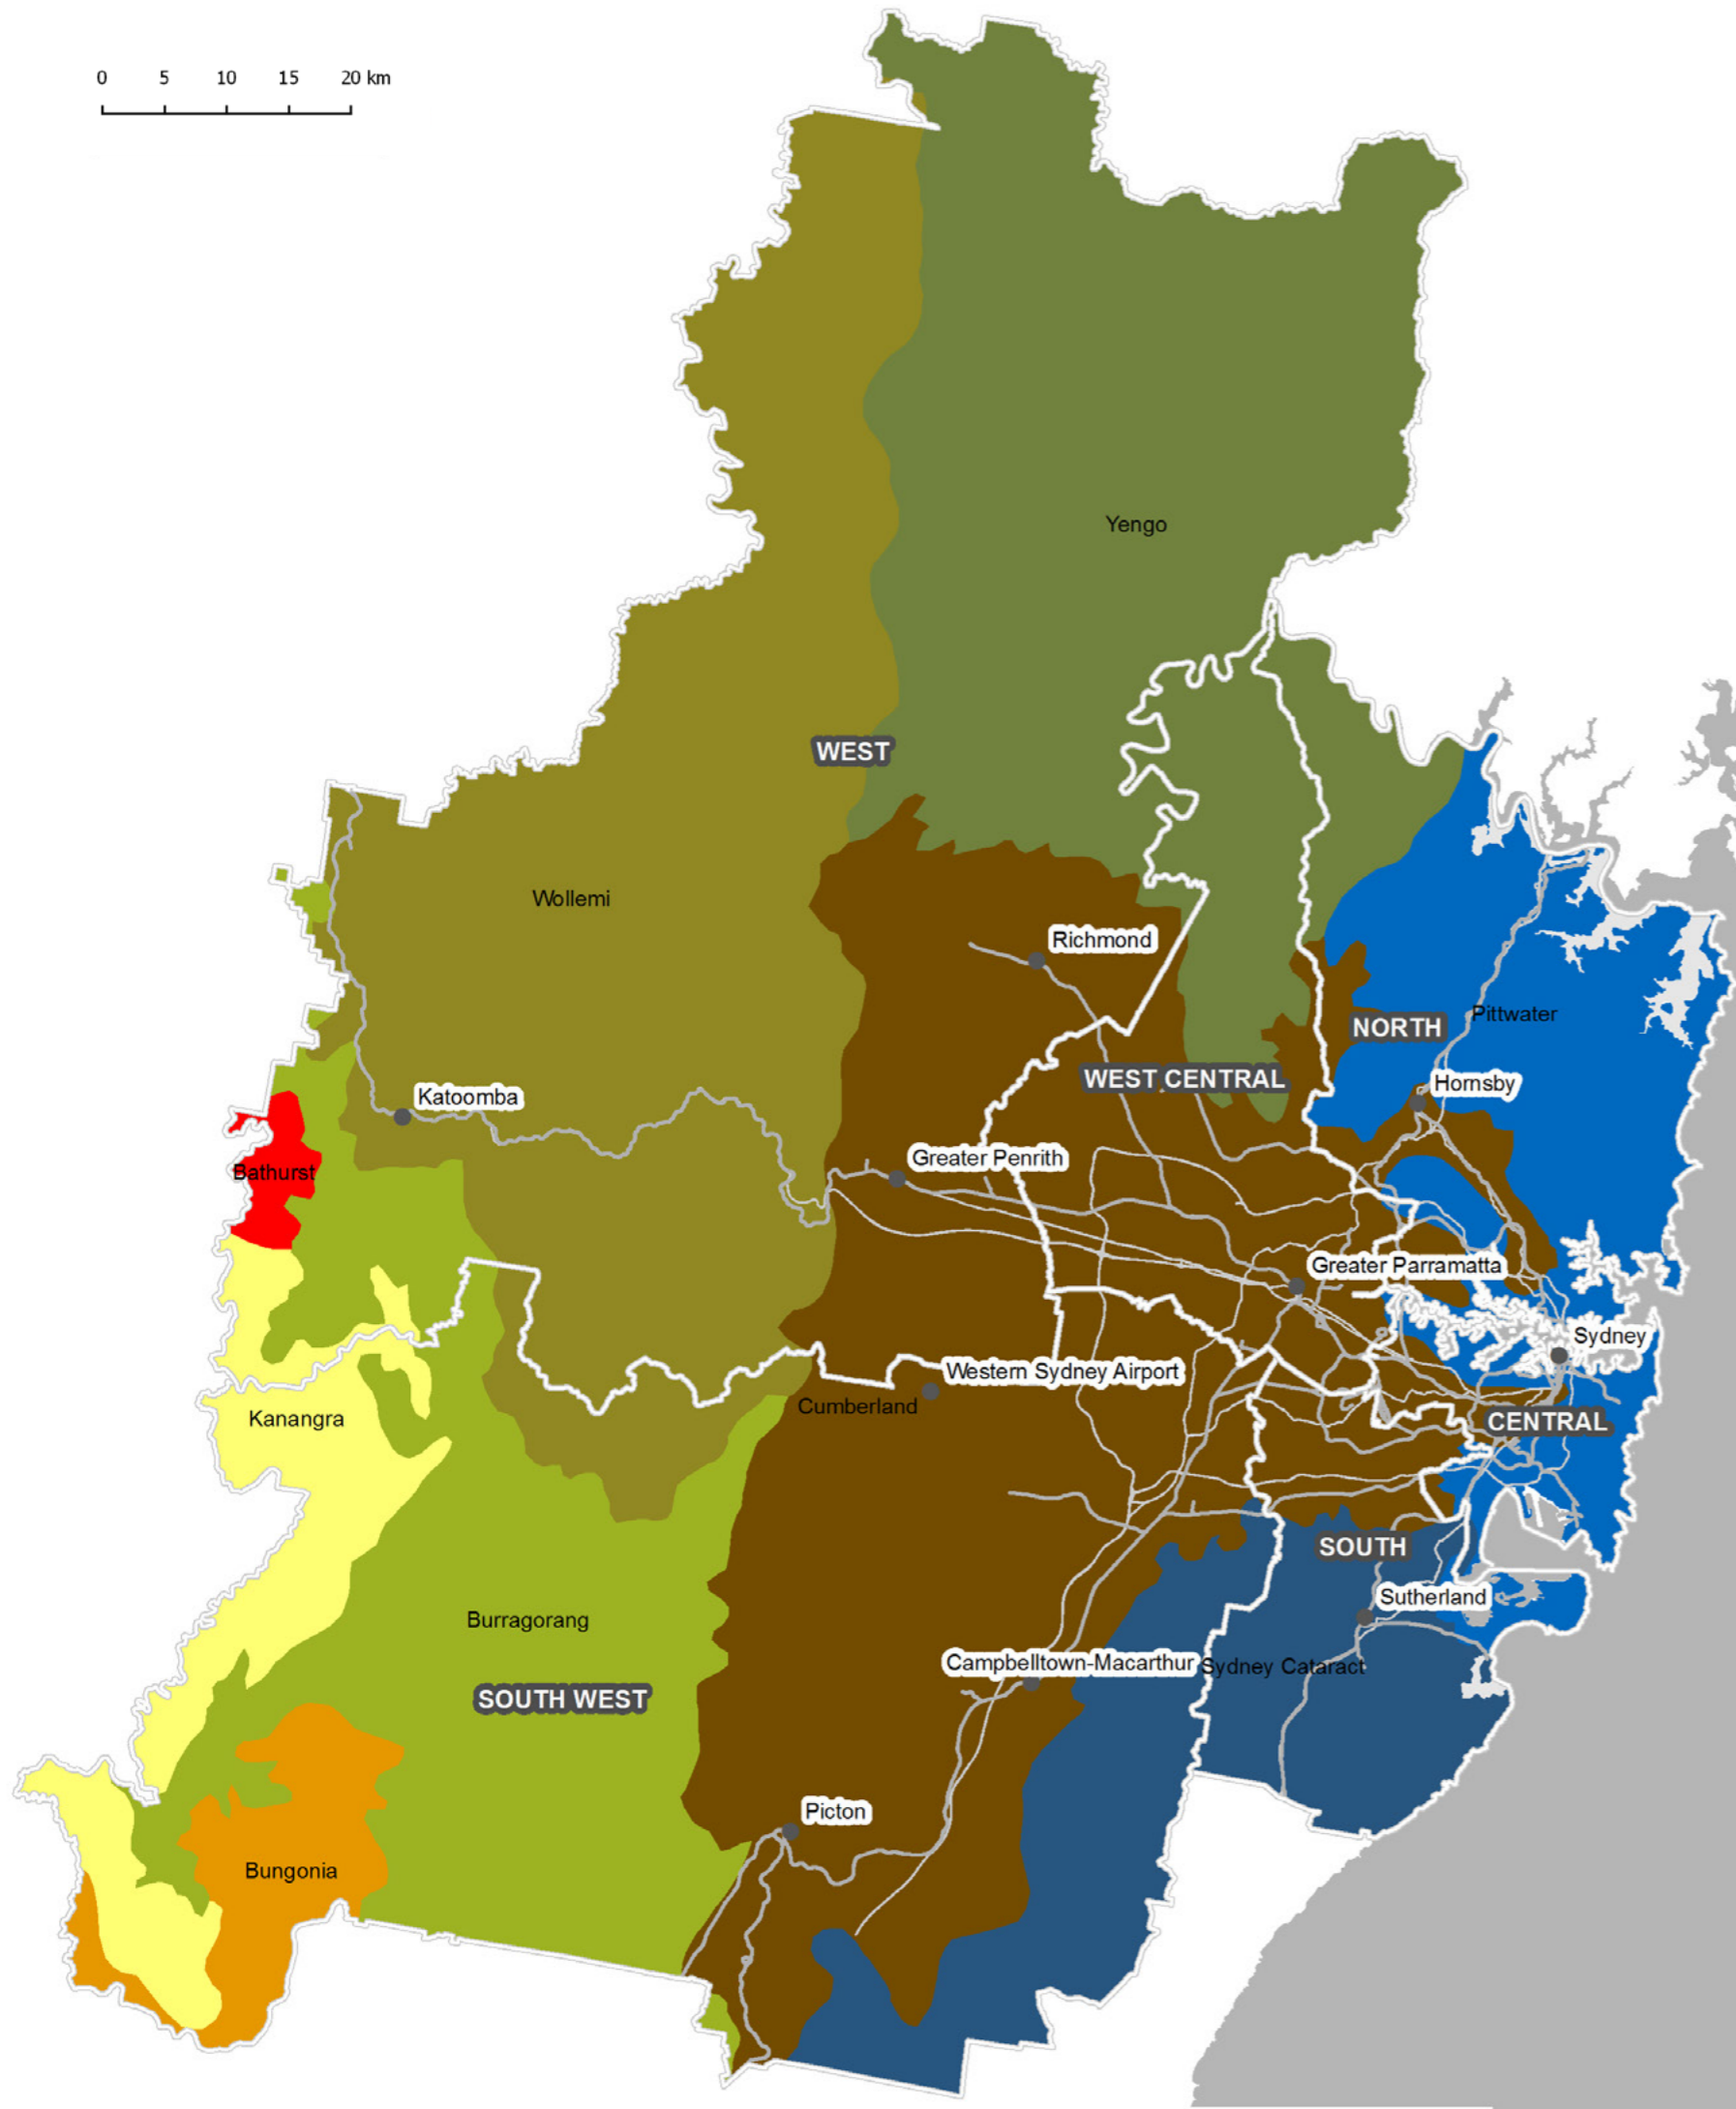 0 5 10 15 20 km
Yengo
WEST
Wollemi
Richmond
Pittwater
NORTH
WEST CENTRAL
Hornsby
Katoomba
Greater Penrith
Bathurst
Greater Parramatta
Sydney
Western Sydney Airport
Cumberland
Kanangra
CENTRAL
SOUTH
Sutherland
Burragorang
Campbelltown-Macarthur
Sydney Cataract
SOUTH WEST
Picton
Bungonia